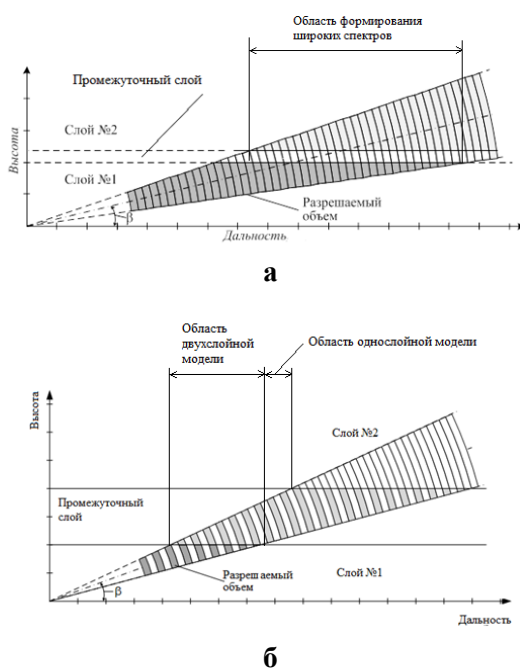 Область формирования
широких спектров
Промежуточный слой
Слой №2
Высота
Слой №1
β
Разрешаемый
объем
Дальность
а
Область
двухслойной
модели
Область однослойной модели
Высота
Слой №2
Промежуточный
слой
Разрешаемый
объем
β
Слой №1
Дальность
б